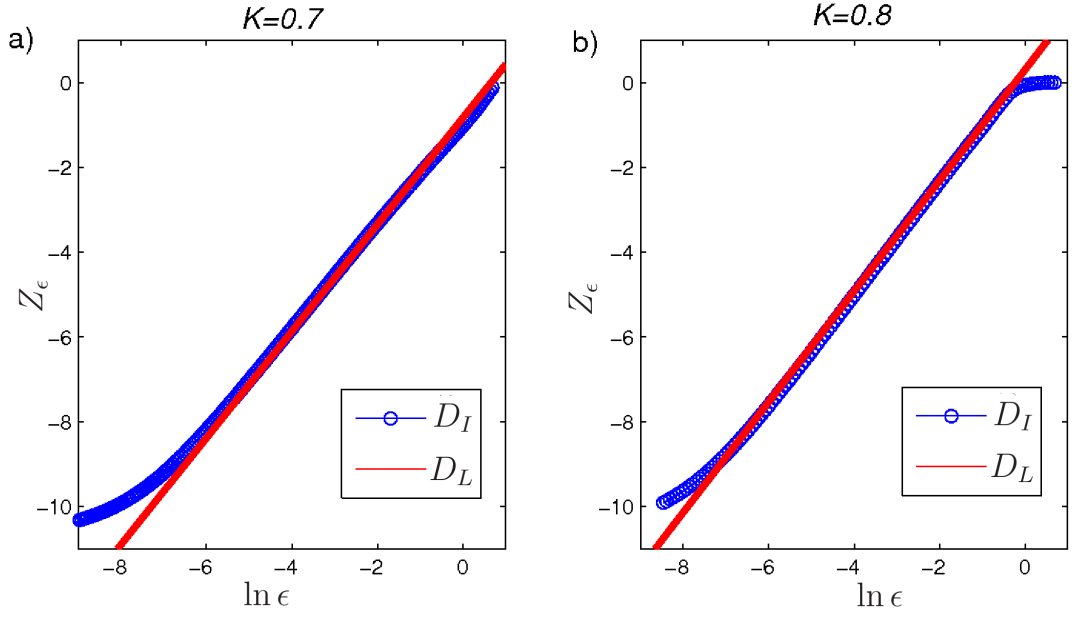 K=0.7
a)
0
−2
−4
−6
−8
−10
Z_ϵ
D_I
D_L
−8 −6 −4 −2 0
ln ϵ
K=0.8
b)
0
−2
−4
−6
−8
−10
Z_ϵ
D_I
D_L
−8 −6 −4 −2 0
ln ϵ